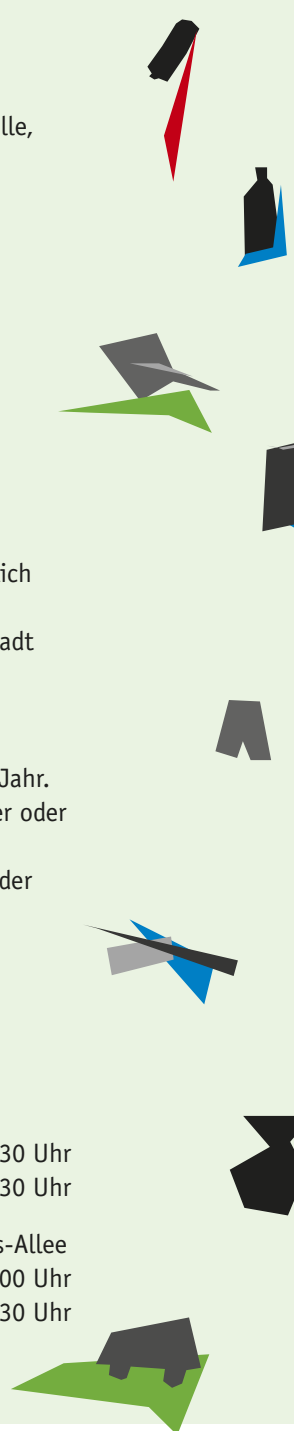 lle,
ich
adt
Jahr.
er oder
der
30 Uhr
30 Uhr
s-Allee
00 Uhr
30 Uhr